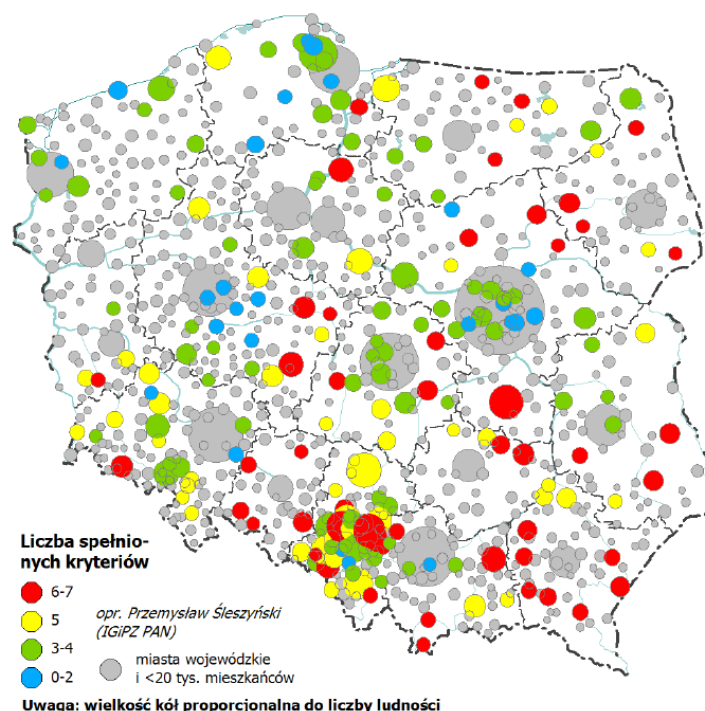 Liczba spełnio-
nych kryteriów
6-7
5
3-4
0-2
opr. Przemysław Śleszyński
(IGiPZ PAN)
miasta wojewódzkie
i <20 tys. mieszkańców
Uwaga: wielkość kół proporcjonalna do liczby ludności